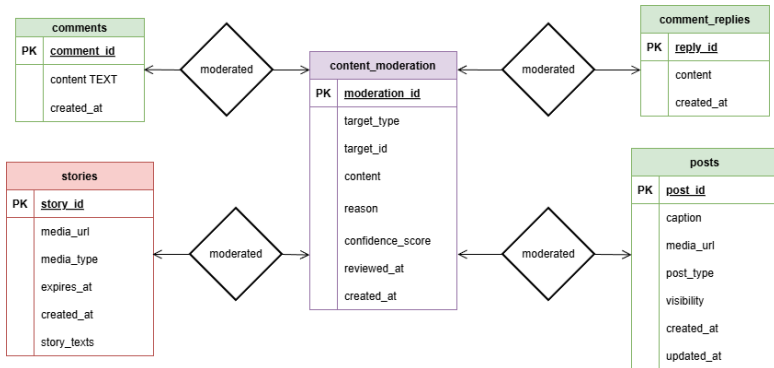 comments
PK comment_id
content TEXT
created_at
moderated
content_moderation
PK moderation_id
target_type
target_id
content
reason
confidence_score
reviewed_at
created_at
moderated
comment_replies
PK reply_id
content
created_at
stories
PK story_id
media_url
media_type
expires_at
created_at
story_texts
moderated
moderated
posts
PK post_id
caption
media_url
post_type
visibility
created_at
updated_at